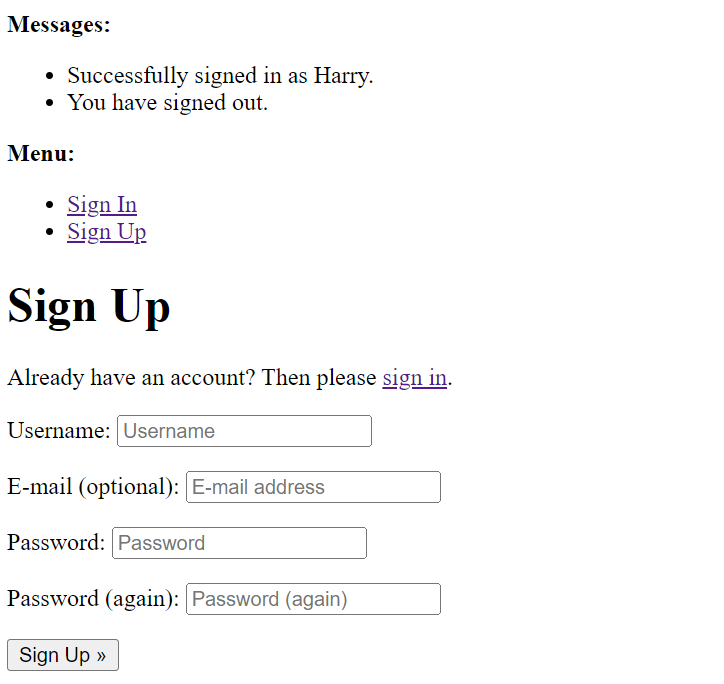 Messages:
Successfully signed in as Harry.
You have signed out.
Menu:
Sign In
Sign Up
Sign Up
Already have an account? Then please sign in.
Username: Username
E-mail (optional): E-mail address
Password: Password
Password (again): Password (again)
Sign Up »